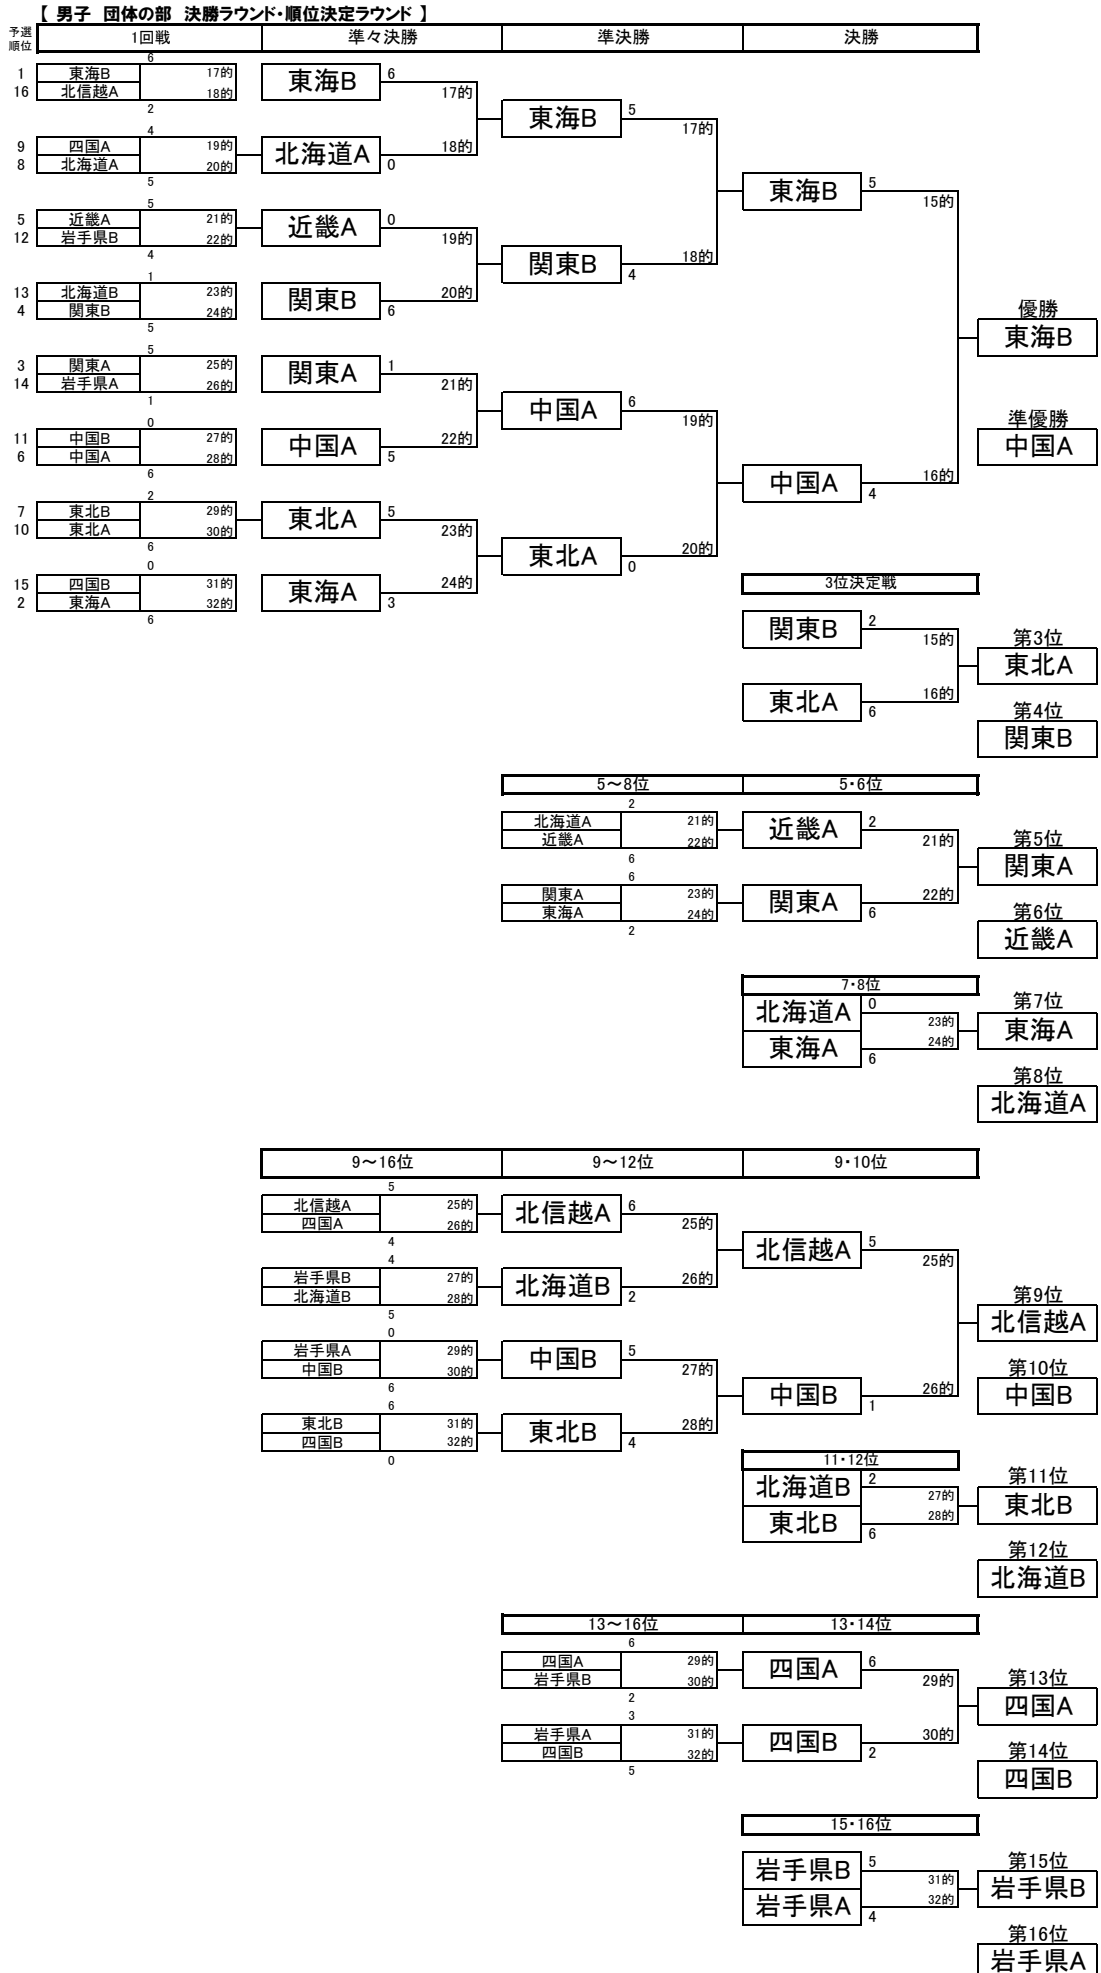 【 男子　団体の部　決勝ラウンド・順位決定ラウンド 】
予選
順位
1回戦 準々決勝 準決勝 決勝
6
1 東海B 17的
16 北信越A 18的
2
東海B 6
17的
4
9 四国A 19的
8 北海道A 20的
5
北海道A 0
18的
東海B 5
17的
5
5 近畿A 21的
12 岩手県B 22的
4
近畿A 0
19的
1
13 北海道B 23的
4 関東B 24的
5
関東B 6
20的
関東B 4
18的
東海B 5
15的
5
3 関東A 25的
14 岩手県A 26的
1
関東A 1
21的
0
11 中国B 27的
6 中国A 28的
6
中国A 5
22的
中国A 6
19的
2
7 東北B 29的
10 東北A 30的
6
東北A 5
23的
0
15 四国B 31的
2 東海A 32的
6
東海A 3
24的
東北A 0
20的
中国A 4
16的
優勝
東海B
準優勝
中国A
3位決定戦
関東B 2
15的
東北A 6
16的
第3位
東北A
第4位
関東B
5～8位 5・6位
2
北海道A 21的
近畿A 22的
6
近畿A 2
21的
6
関東A 23的
東海A 24的
2
関東A 6
22的
第5位
関東A
第6位
近畿A
7・8位
北海道A 0
23的
東海A 6
24的
第7位
東海A
第8位
北海道A
9～16位 9～12位 9・10位
5
北信越A 25的
四国A 26的
4
北信越A 6
25的
4
岩手県B 27的
北海道B 28的
5
北海道B 2
26的
北信越A 5
25的
0
岩手県A 29的
中国B 30的
6
中国B 5
27的
6
東北B 31的
四国B 32的
0
東北B 4
28的
中国B 1
26的
第9位
北信越A
第10位
中国B
11・12位
北海道B 2
27的
東北B 6
28的
第11位
東北B
第12位
北海道B
13～16位 13・14位
6
四国A 29的
岩手県B 30的
2
四国A 6
29的
3
岩手県A 31的
四国B 32的
5
四国B 2
30的
第13位
四国A
第14位
四国B
15・16位
岩手県B 5
31的
岩手県A 4
32的
第15位
岩手県B
第16位
岩手県A